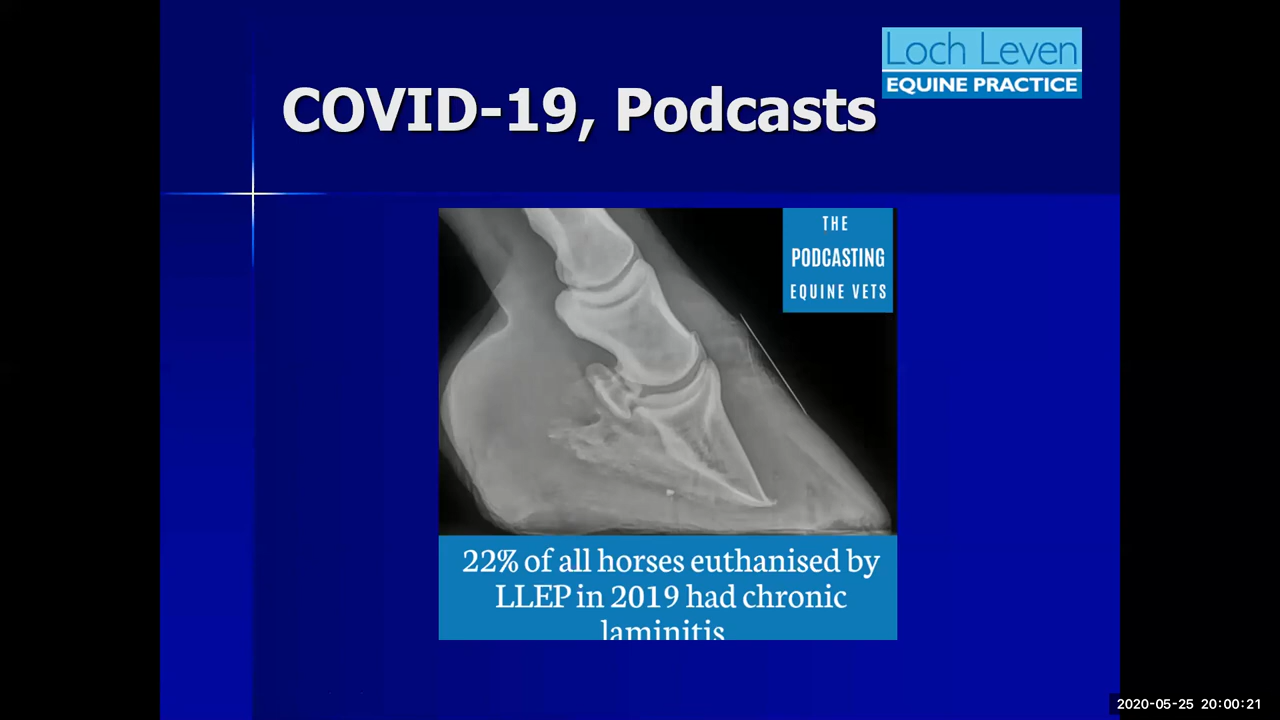 Loch Leven
EQUINE PRACTICE
COVID-19, Podcasts
THE
PODCASTING
EQUINE VETS
22% of all horses euthanised by
LLEP in 2019 had chronic
laminitis
2020-05-25 20:00:21